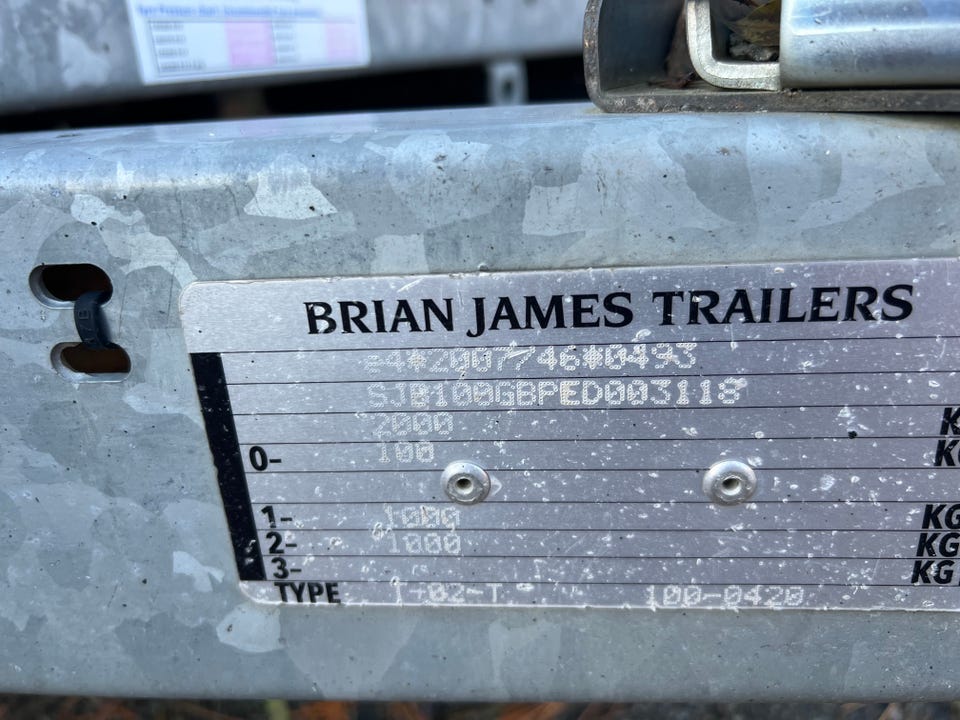 BRIAN JAMES TRAILERS
e4*2007/46*0493
SJB100GBPED003118
2000 K
0- 100 KG
1- 1000 KG
2- 1000 KG
3- KG
TYPE 1-02-T 100-0420